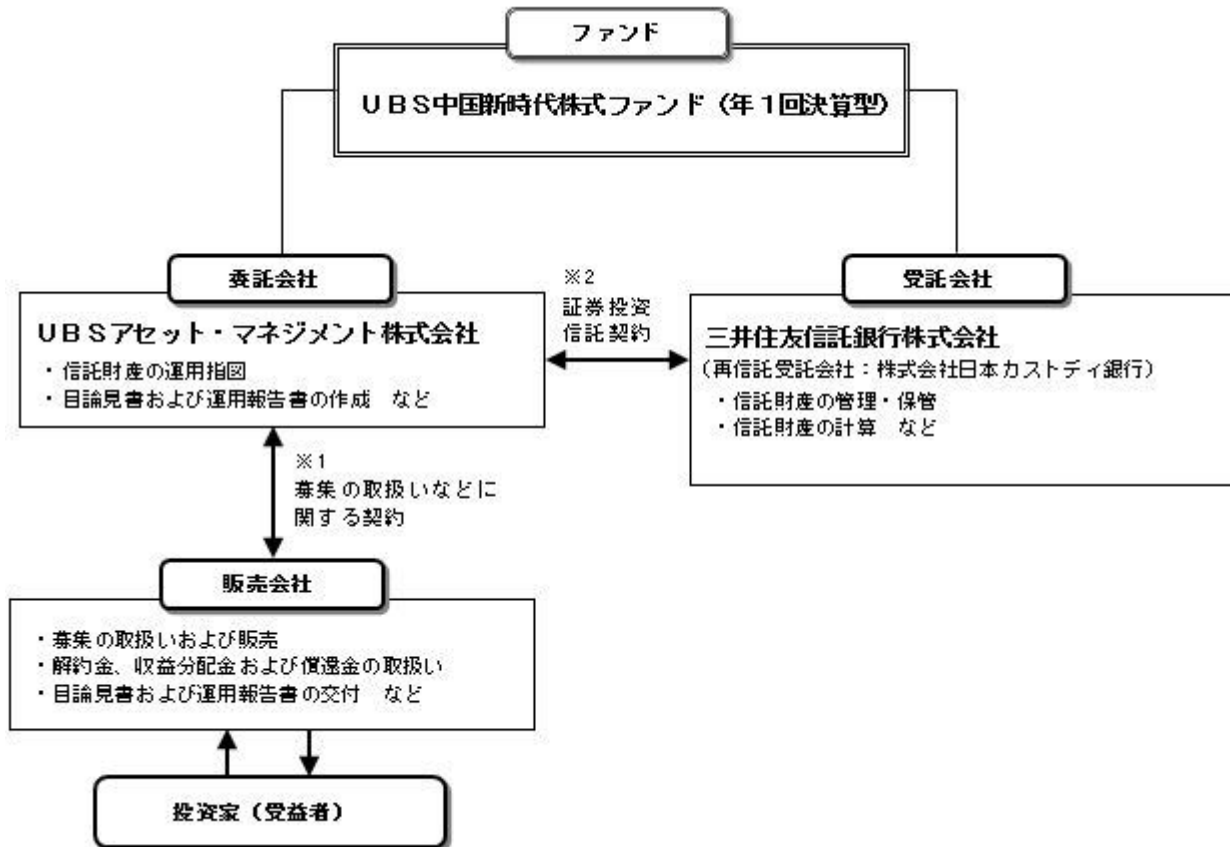 ファンド
UBS中国新時代株式ファンド（年1回決算型）
委託会社
UBSアセット・マネジメント株式会社
・信託財産の運用指図
・目論見書および運用報告書の作成　など
※2
証券投資
信託契約
受託会社
三井住友信託銀行株式会社
（再信託受託会社：株式会社日本カストディ銀行）
・信託財産の管理・保管
・信託財産の計算　など
※1
募集の取扱いなどに
関する契約
販売会社
・募集の取扱いおよび販売
・解約金、収益分配金および償還金の取扱い
・目論見書および運用報告書の交付　など
投資家（受益者）